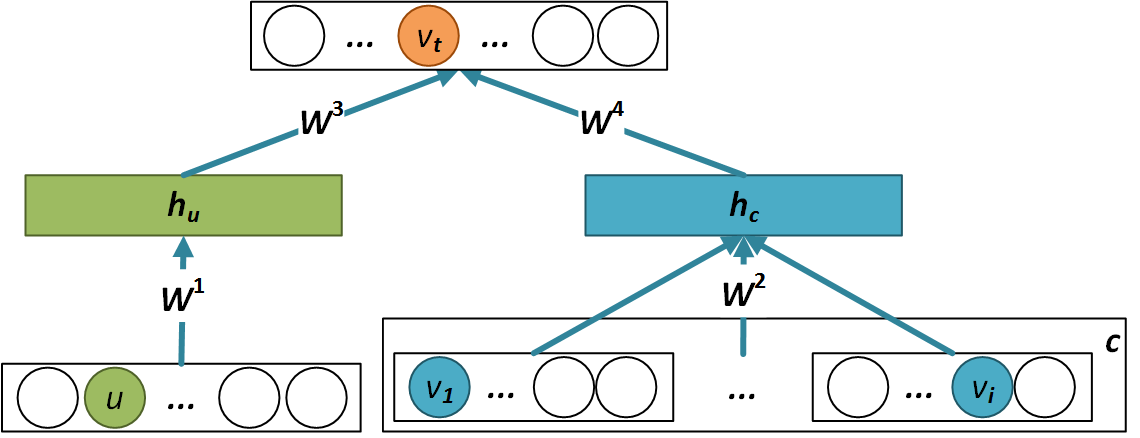 ... v_t ...
W^3 W^4
h_u h_c
W^1 W^2
c
u ... v_1 ... ... ... v_i